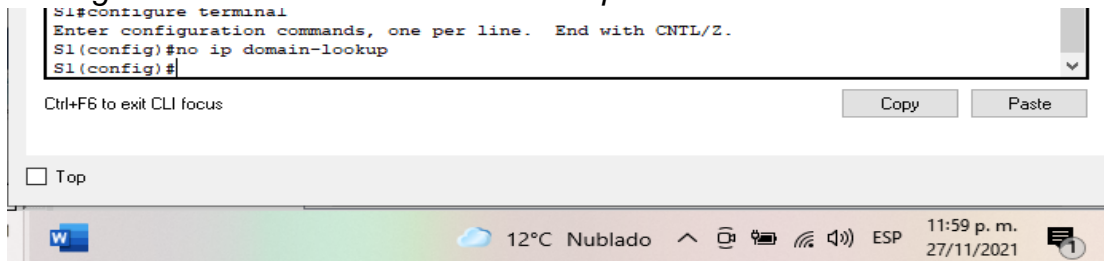 S1#configure terminal
Enter configuration commands, one per line.  End with CNTL/Z.
S1(config)#no ip domain-lookup
S1(config)#
Ctrl+F6 to exit CLI focus
Copy
Paste
Top
W
12°C Nublado
ESP
11:59 p. m.
27/11/2021
1